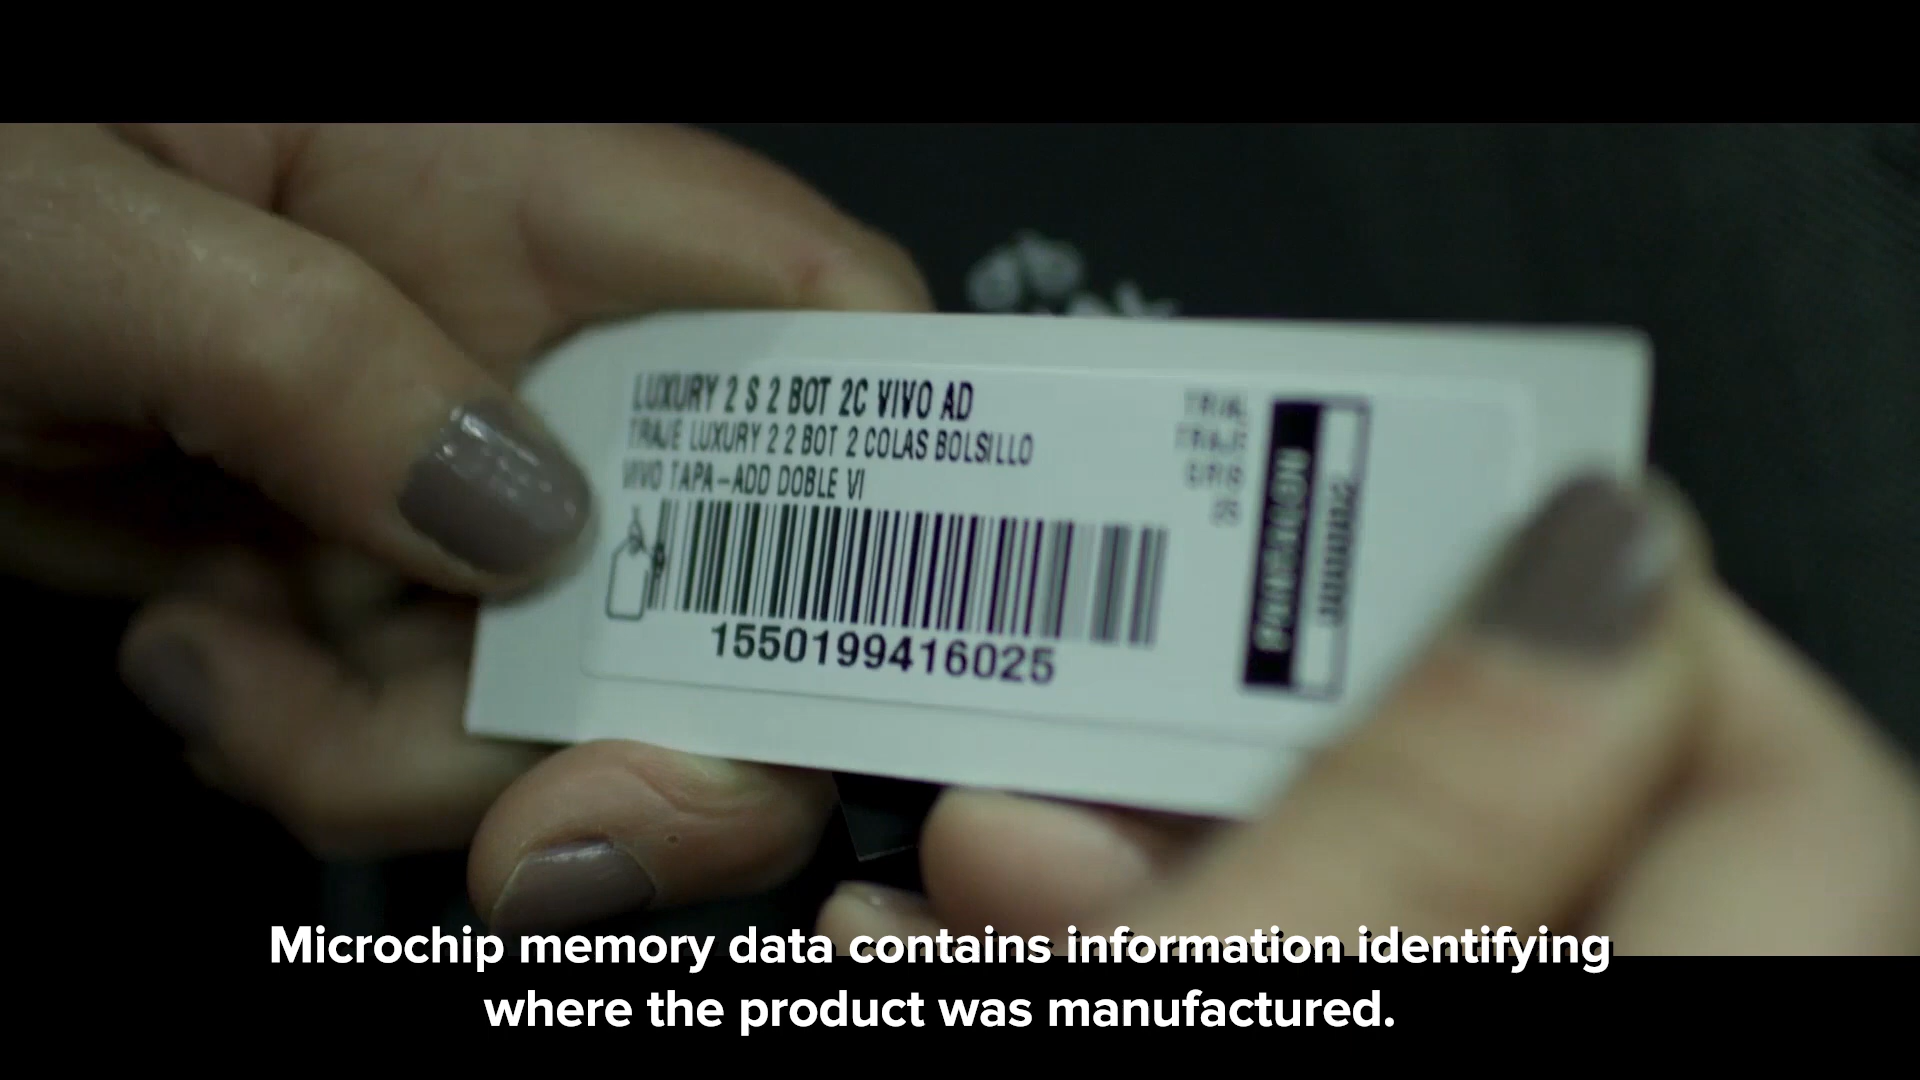 LUXURY 2 S 2 BOT 2C VIVO AD
TRAJE LUXURY 2 2 BOT 2 COLAS BOLSILLO
VIVO TAPA-ADD DOBLE VI
1550199416025
Microchip memory data contains information identifying
where the product was manufactured.